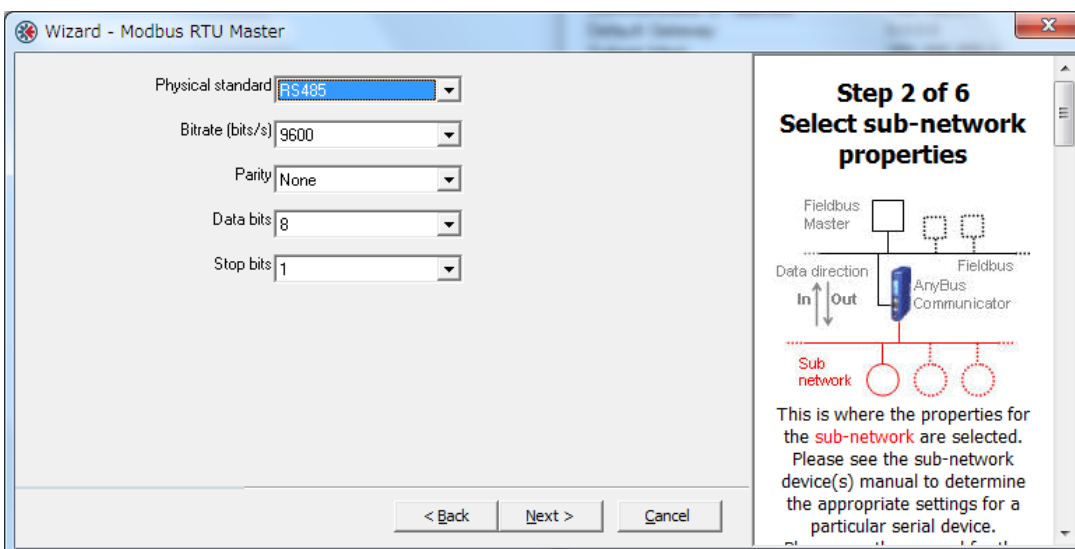 Wizard - Modbus RTU Master
Physical standard RS485
Bitrate (bits/s) 9600
Parity None
Data bits 8
Stop bits 1
< Back Next > Cancel
Step 2 of 6
Select sub-network
properties
Fieldbus
Master
Fieldbus
Data direction
In Out
AnyBus
Communicator
Sub
network
This is where the properties for
the sub-network are selected.
Please see the sub-network
device(s) manual to determine
the appropriate settings for a
particular serial device.